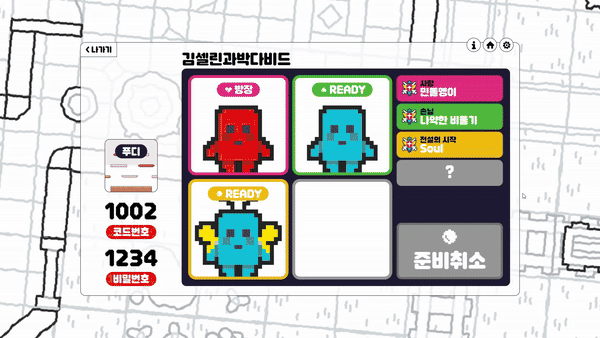 < 나가기
김셀린과박다비드
방장
READY
사랑
민들영이
손님
나약한 비둘기
전설의 시작
Soul
?
푸디
1002
코드번호
READY
1234
비밀번호
준비취소